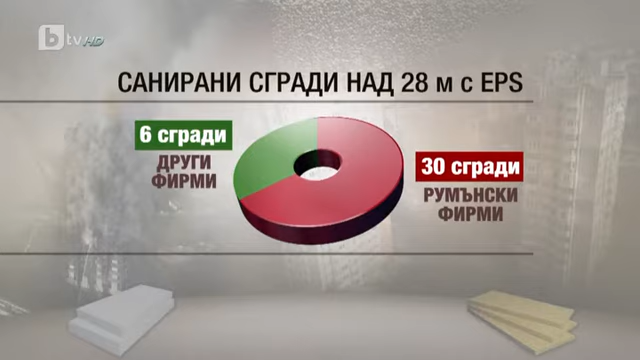 btv HD
САНИРАНИ СГРАДИ НАД 28 м с EPS
6 сгради
ДРУГИ
ФИРМИ
30 сгради
РУМЪНСКИ
ФИРМИ